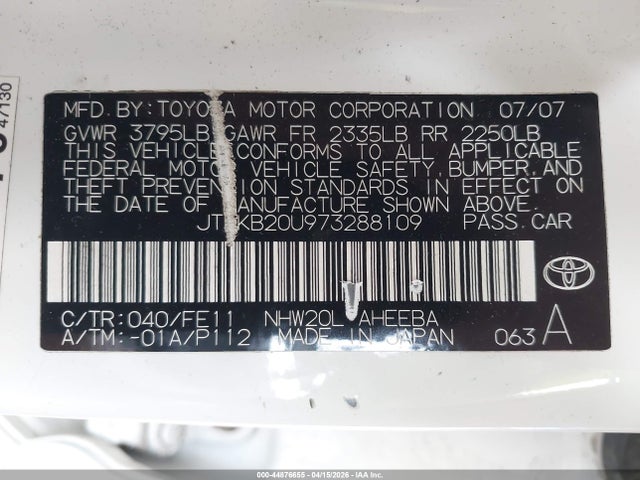 47130
MFD.BY:TOYOTA MOTOR CORPORATION 07/07
GVWR 3795LB GAWR FR 2335LB RR 2250LB
THIS VEHICLE CONFORMS TO ALL APPLICABLE
FEDERAL MOTOR VEHICLE SAFETY, BUMPER, AND
THEFT PREVENTION STANDARDS IN EFFECT ON
THE DATE OF MANUFACTURE SHOWN ABOVE.
PASS.CAR
C/TR:040/FE11 NHW20L-AHEEBA
A/TM:-01A/P112 MADE IN JAPAN 063 A
000-44876655 - 04/15/2026 - IAA Inc.